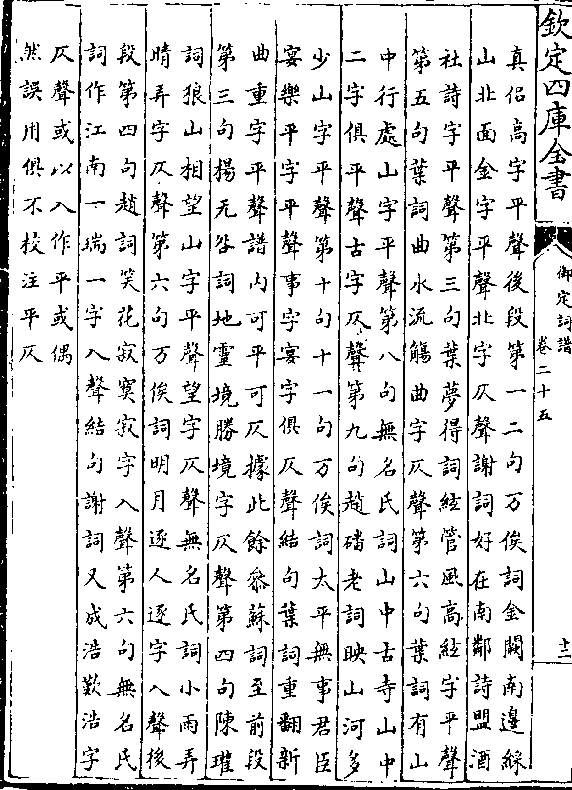 欽定四庫全書
御定詞譜
卷二十五
十二
真侣高字平聲後段第一二句万俟詞金闕南邊綵
山北面金字平聲北字仄聲謝詞好在南鄰詩盟酒
社詩字平聲第三句葉夢得詞絃管風高絃字平聲
第五句葉詞曲水流觴曲字仄聲第六句葉詞有山
中行處山字平聲第八句無名氏詞山中古寺山中
二字俱平聲古字仄聲第九句趙磻老詞映山河多
少山字平聲第十句十一句万俟詞太平無事君臣
宴樂平字平聲事字宴字俱仄聲結句葉詞重翻新
曲重字平聲譜内可平可仄據此餘叅蘇詞至前段
第三句楊无咎詞地靈境勝境字仄聲第四句陳瓘
詞狼山相望山字平聲望字仄聲無名氏詞小雨弄
晴弄字仄聲第六句万俟詞明月逐人逐字入聲後
段第四句趙詞笑花寂寞寂字入聲第六句無名氏
詞作江南一瑞一字入聲結句謝詞又成浩歎浩字
仄聲或以入作平或偶
然誤用俱不校注平仄